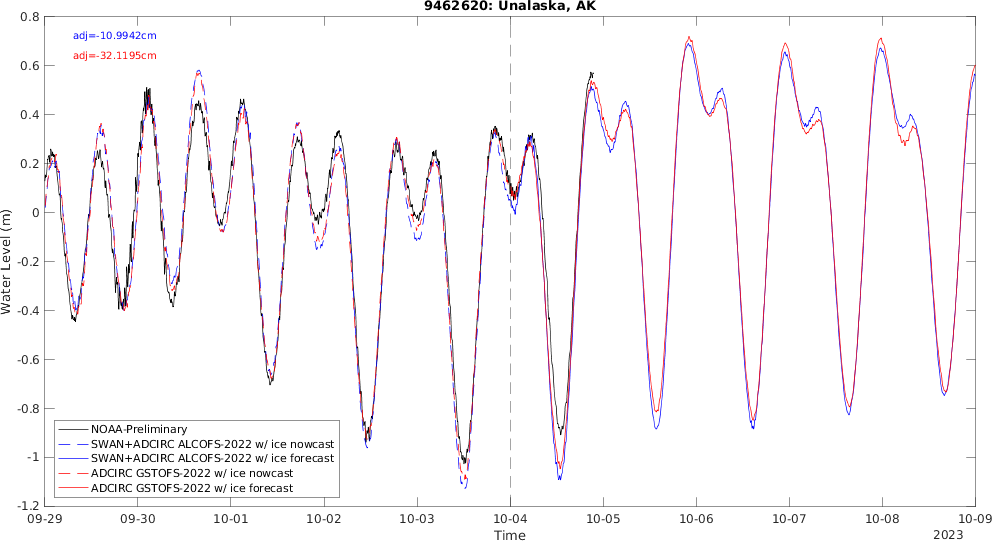 9462620: Unalaska, AK
adj=-10.9942cm
adj=-32.1195cm
0.8
0.6
0.4
0.2
0
-0.2
-0.4
-0.6
-0.8
-1
-1.2
Water Level (m)
NOAA-Preliminary
SWAN+ADCIRC ALCOFS-2022 w/ ice nowcast
SWAN+ADCIRC ALCOFS-2022 w/ ice forecast
ADCIRC GSTOFS-2022 w/ ice nowcast
ADCIRC GSTOFS-2022 w/ ice forecast
09-29 09-30 10-01 10-02 10-03 10-04 10-05 10-06 10-07 10-08 10-09
Time
2023